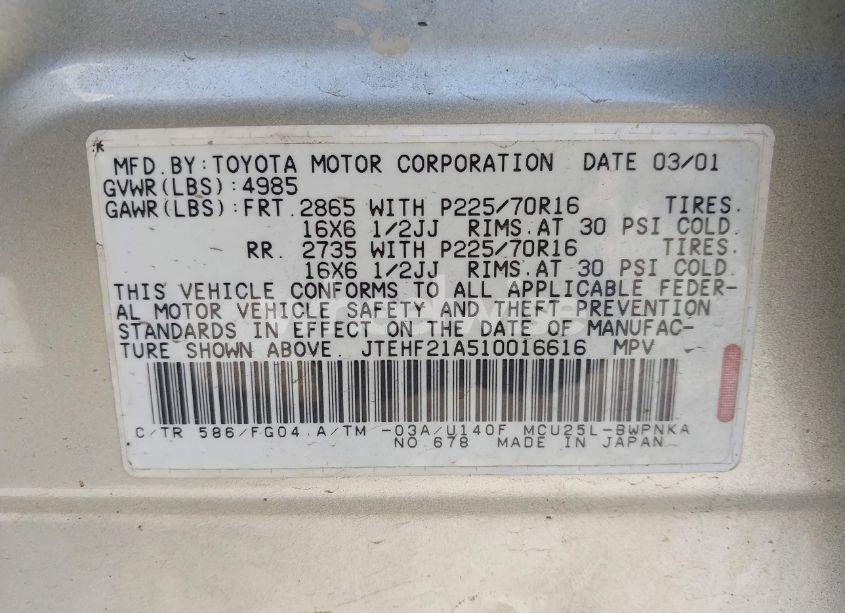 MFD. BY: TOYOTA MOTOR CORPORATION DATE 03/01
GVWR(LBS): 4985
GAWR(LBS): FRT. 2865 WITH P225/70R16 TIRES.
16X6 1/2JJ RIMS. AT 30 PSI COLD.
RR. 2735 WITH P225/70R16 TIRES.
16X6 1/2JJ RIMS. AT 30 PSI COLD.
THIS VEHICLE CONFORMS TO ALL APPLICABLE FEDER-
AL MOTOR VEHICLE SAFETY AND THEFT PREVENTION
STANDARDS IN EFFECT ON THE DATE OF MANUFAC-
TURE SHOWN ABOVE. JTEHF21A510016616 MPV
C/TR 586/FG04 A/TM -03A/U140F MCU25L-BWPNKA
NO 678 MADE IN JAPAN